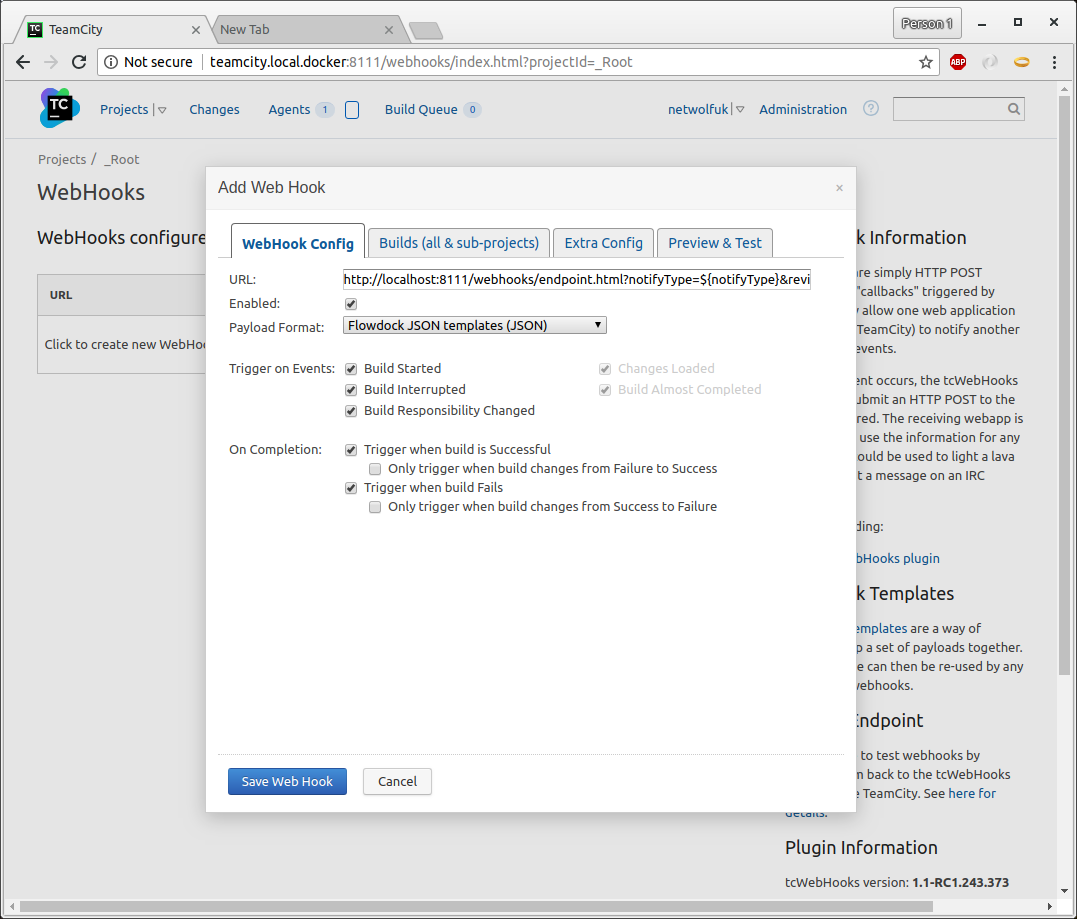 TC TeamCity
New Tab
Person 1
Not secure teamcity.local.docker:8111/webhooks/index.html?projectId=_Root
ABP
TC
Projects
Changes
Agents 1
Build Queue 0
netwolfuk
Administration
?
Projects / _Root
WebHooks
WebHooks configure
URL
Click to create new WebHoo
Add Web Hook ×
WebHook Config
Builds (all & sub-projects)
Extra Config
Preview & Test
URL: http://localhost:8111/webhooks/endpoint.html?notifyType=${notifyType}&revi
Enabled:
Payload Format: Flowdock JSON templates (JSON)
Trigger on Events: Build Started Changes Loaded
Build Interrupted Build Almost Completed
Build Responsibility Changed
On Completion: Trigger when build is Successful
Only trigger when build changes from Failure to Success
Trigger when build Fails
Only trigger when build changes from Success to Failure
Save Web Hook Cancel
k Information
re simply HTTP POST
"callbacks" triggered by
y allow one web application
TeamCity) to notify another
events.
ent occurs, the tcWebHooks
ubmit an HTTP POST to the
red. The receiving webapp is
use the information for any
ould be used to light a lava
t a message on an IRC
ding:
bHooks plugin
k Templates
emplates are a way of
p a set of payloads together.
e can then be re-used by any
webhooks.
Endpoint
to test webhooks by
m back to the tcWebHooks
e TeamCity. See here for
details.
Plugin Information
tcWebHooks version: 1.1-RC1.243.373